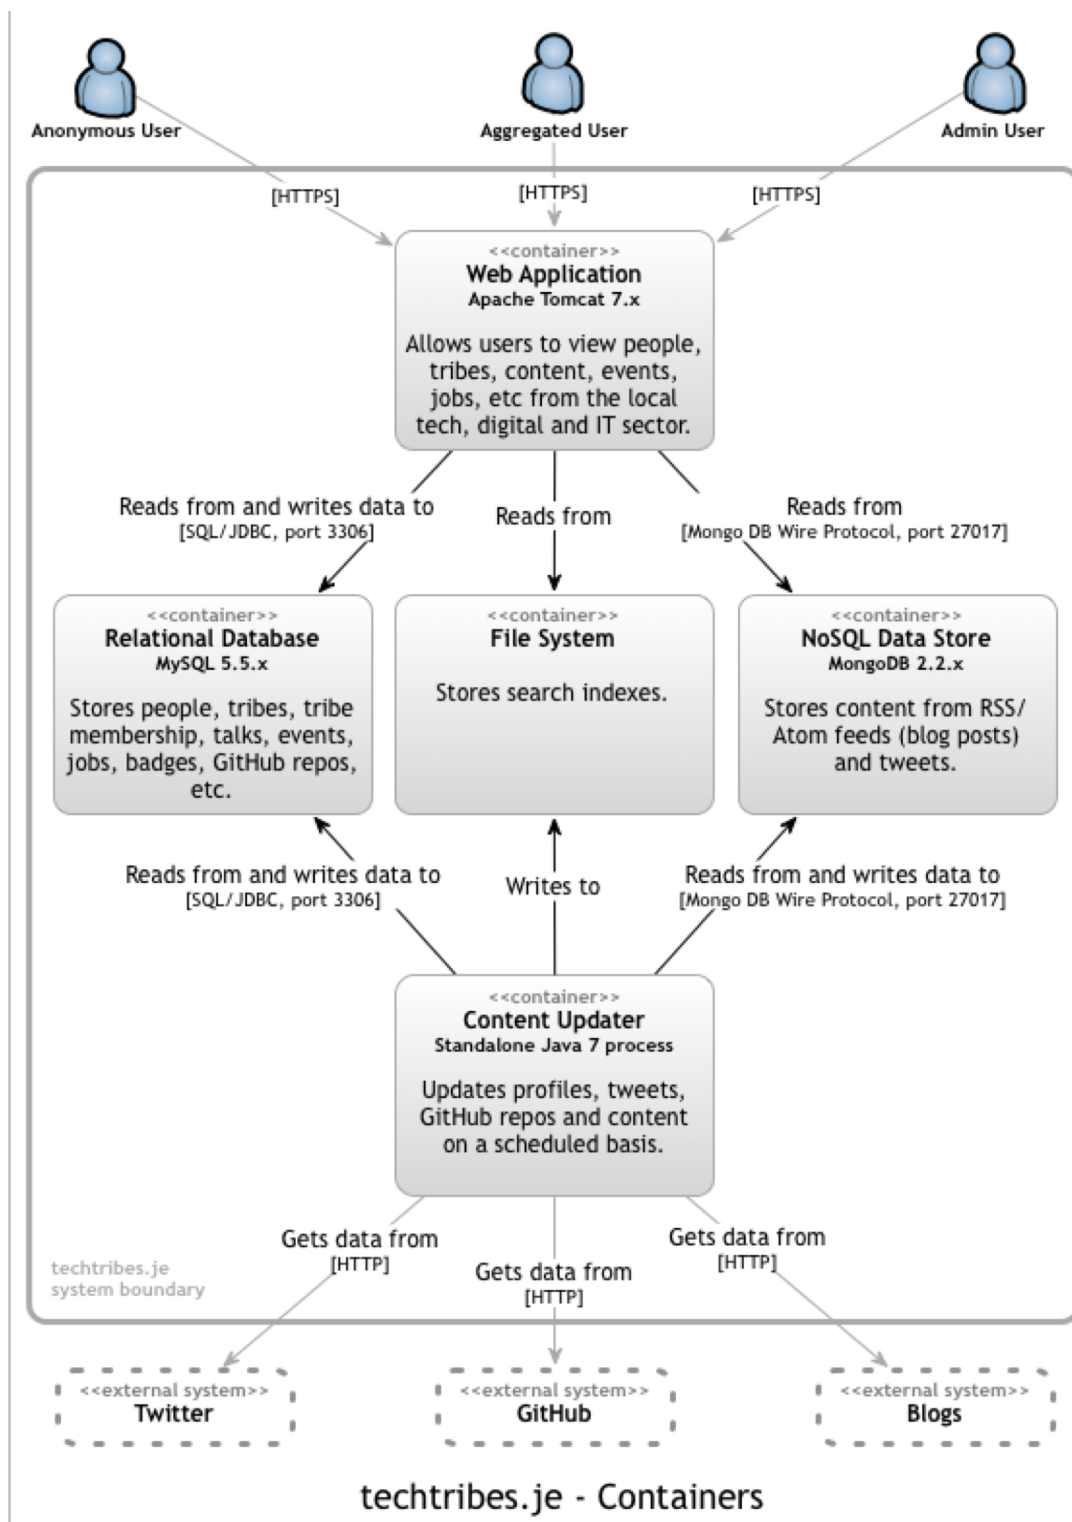 Anonymous User
Aggregated User
Admin User
[HTTPS]
[HTTPS]
[HTTPS]
<<container>>
Web Application
Apache Tomcat 7.x
Allows users to view people,
tribes, content, events,
jobs, etc from the local
tech, digital and IT sector.
Reads from and writes data to
[SQL/JDBC, port 3306]
Reads from
Reads from
[Mongo DB Wire Protocol, port 27017]
<<container>>
Relational Database
MySQL 5.5.x
Stores people, tribes, tribe
membership, talks, events,
jobs, badges, GitHub repos,
etc.
<<container>>
File System
Stores search indexes.
<<container>>
NoSQL Data Store
MongoDB 2.2.x
Stores content from RSS/
Atom feeds (blog posts)
and tweets.
Reads from and writes data to
[SQL/JDBC, port 3306]
Writes to
Reads from and writes data to
[Mongo DB Wire Protocol, port 27017]
<<container>>
Content Updater
Standalone Java 7 process
Updates profiles, tweets,
GitHub repos and content
on a scheduled basis.
Gets data from
[HTTP]
Gets data from
[HTTP]
Gets data from
[HTTP]
techtribes.je
system boundary
<<external system>>
Twitter
<<external system>>
GitHub
<<external system>>
Blogs
techtribes.je - Containers